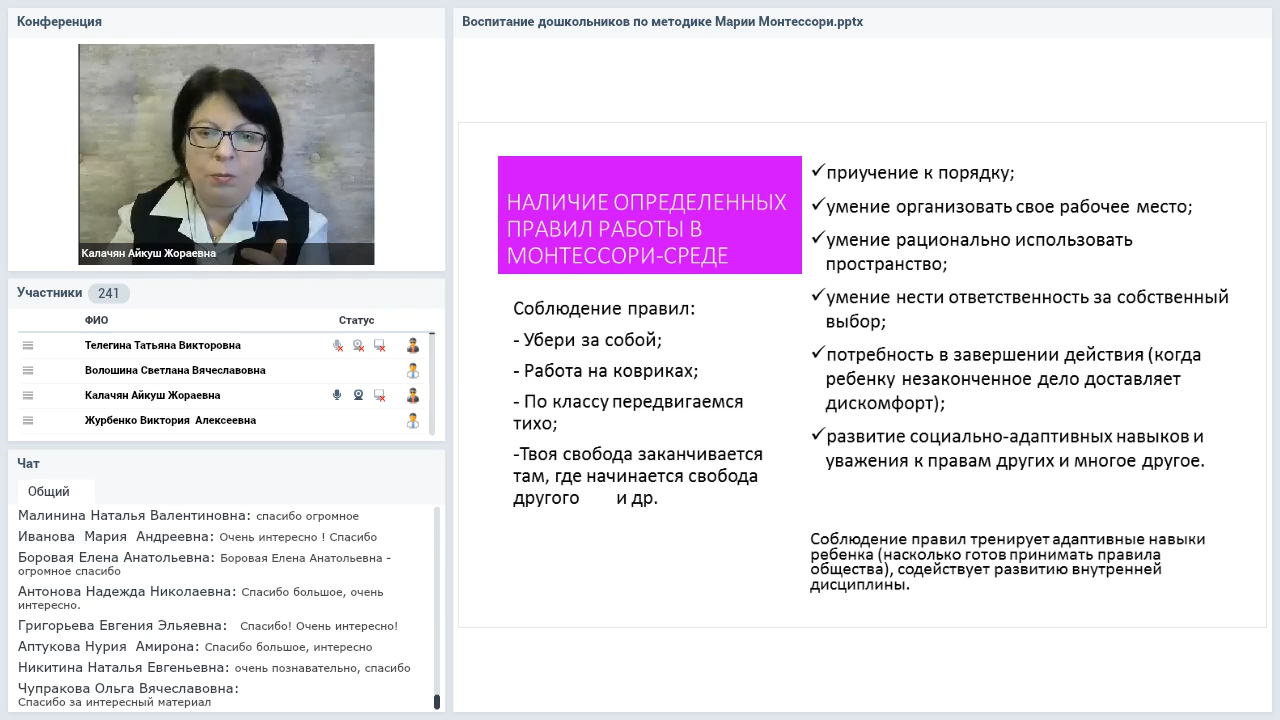 Конференция
Калачян Айкуш Жораевна
Участники 241
ФИО Статус
Телегина Татьяна Викторовна
Волошина Светлана Вячеславовна
Калачян Айкуш Жораевна
Журбенко Виктория Алексеевна
Чат
Общий
Малинина Наталья Валентиновна: спасибо огромное
Иванова Мария Андреевна: Очень интересно ! Спасибо
Боровая Елена Анатольевна: Боровая Елена Анатольевна -
огромное спасибо
Антонова Надежда Николаевна: Спасибо большое, очень
интересно.
Григорьева Евгения Эльяевна: Спасибо! Очень интересно!
Аптукова Нурия Амирона: Спасибо большое, интересно
Никитина Наталья Евгеньевна: очень познавательно, спасибо
Чупракова Ольга Вячеславовна:
Спасибо за интересный материал
Воспитание дошкольников по методике Марии Монтессори.pptx
НАЛИЧИЕ ОПРЕДЕЛЕННЫХ
ПРАВИЛ РАБОТЫ В
МОНТЕССОРИ-СРЕДЕ
Соблюдение правил:
- Убери за собой;
- Работа на ковриках;
- По классу передвигаемся
тихо;
-Твоя свобода заканчивается
там, где начинается свобода
другого и др.
✓приучение к порядку;
✓умение организовать свое рабочее место;
✓умение рационально использовать
пространство;
✓умение нести ответственность за собственный
выбор;
✓потребность в завершении действия (когда
ребенку незаконченное дело доставляет
дискомфорт);
✓развитие социально-адаптивных навыков и
уважения к правам других и многое другое.
Соблюдение правил тренирует адаптивные навыки
ребенка (насколько готов принимать правила
общества), содействует развитию внутренней
дисциплины.